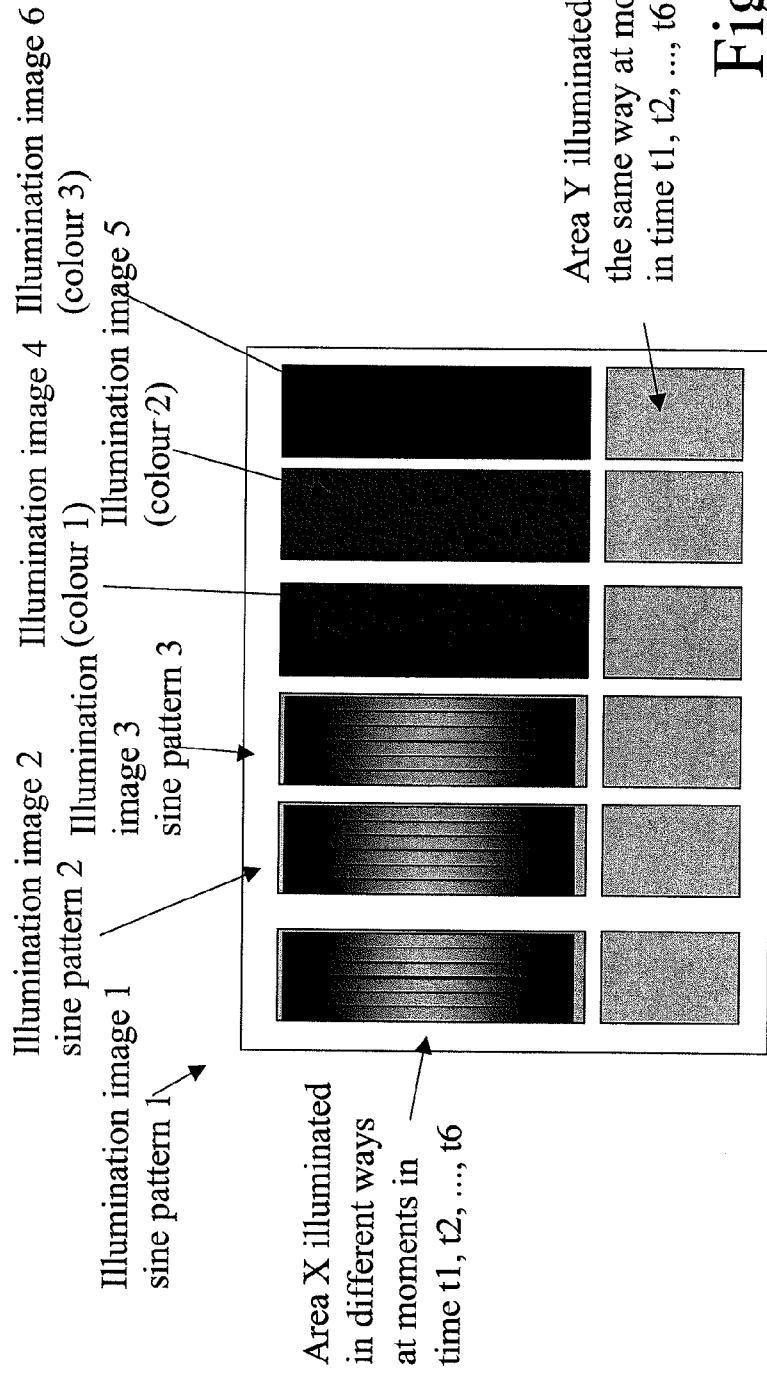 Illumination image 1
sine pattern 1
Illumination image 2
sine pattern 2
Illumination
image 3
sine pattern 3
Illumination image 4
(colour 1)
Illumination image 5
(colour 2)
Illumination image 6
(colour 3)
Area X illuminated
in different ways
at moments in
time t1, t2, ..., t6
Area Y illuminated
the same way at mo
in time t1, t2, ..., t6
Fig